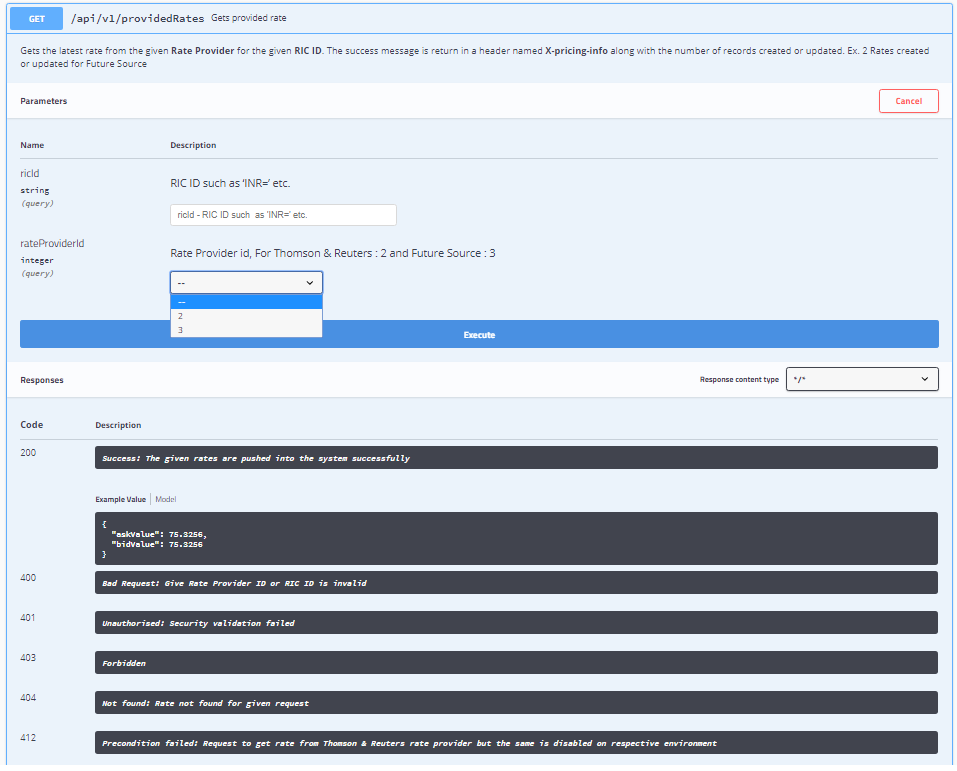 GET /api/v1/providedRates Gets provided rate
Gets the latest rate from the given Rate Provider for the given RIC ID. The success message is return in a header named X-pricing-info along with the number of records created or updated. Ex. 2 Rates created
or updated for Future Source
Parameters Cancel
Name Description
ricId
string
(query)
RIC ID such as 'INR=' etc.
ricId - RIC ID such as 'INR=' etc.
rateProviderId
integer
(query)
Rate Provider id, For Thomson & Reuters : 2 and Future Source : 3
--
--
2
3
Execute
Responses Response content type */*
Code Description
200 Success: The given rates are pushed into the system successfully
Example Value Model
{
"askValue": 75.3256,
"bidValue": 75.3256
}
400 Bad Request: Give Rate Provider ID or RIC ID is invalid
401 Unauthorised: Security validation failed
403 Forbidden
404 Not found: Rate not found for given request
412 Precondition failed: Request to get rate from Thomson & Reuters rate provider but the same is disabled on respective environment